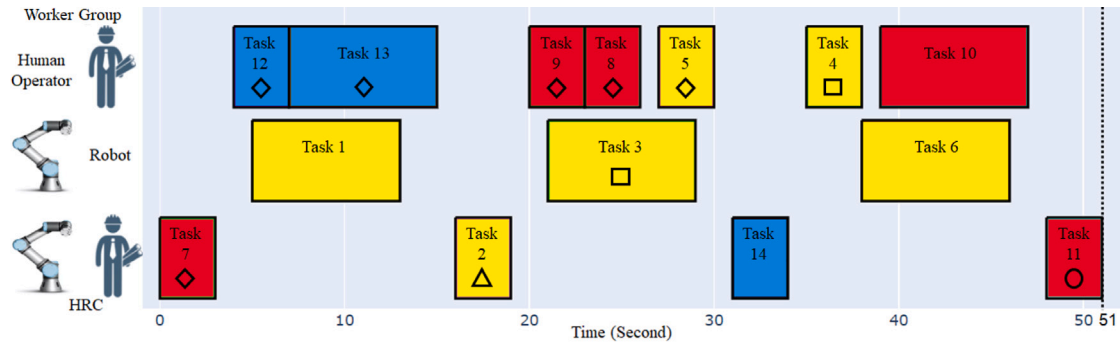 Worker Group
Human
Operator
Task
12
Task 13
Task
9
Task
8
Task
5
Task
4
Task 10
Robot
Task 1
Task 3
Task 6
Task
7
Task
2
Task
14
Task
11
HRC
0
10
20
30
40
50
51
Time (Second)